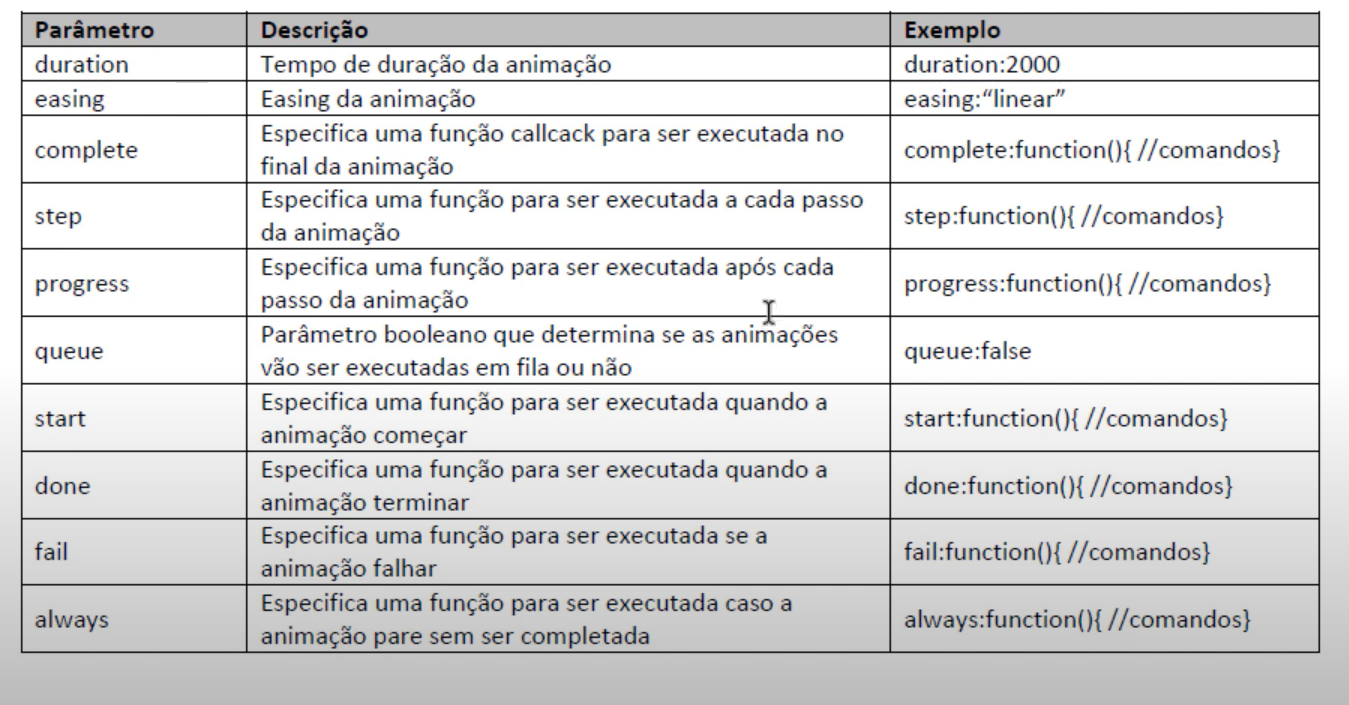 Parâmetro Descrição Exemplo
duration Tempo de duração da animação duration:2000
easing Easing da animação easing:“linear”
complete Especifica uma função callcack para ser executada no
final da animação complete:function(){ //comandos}
step Especifica uma função para ser executada a cada passo
da animação step:function(){ //comandos}
progress Especifica uma função para ser executada após cada
passo da animação progress:function(){ //comandos}
queue Parâmetro booleano que determina se as animações
vão ser executadas em fila ou não queue:false
start Especifica uma função para ser executada quando a
animação começar start:function(){ //comandos}
done Especifica uma função para ser executada quando a
animação terminar done:function(){ //comandos}
fail Especifica uma função para ser executada se a
animação falhar fail:function(){ //comandos}
always Especifica uma função para ser executada caso a
animação pare sem ser completada always:function(){ //comandos}